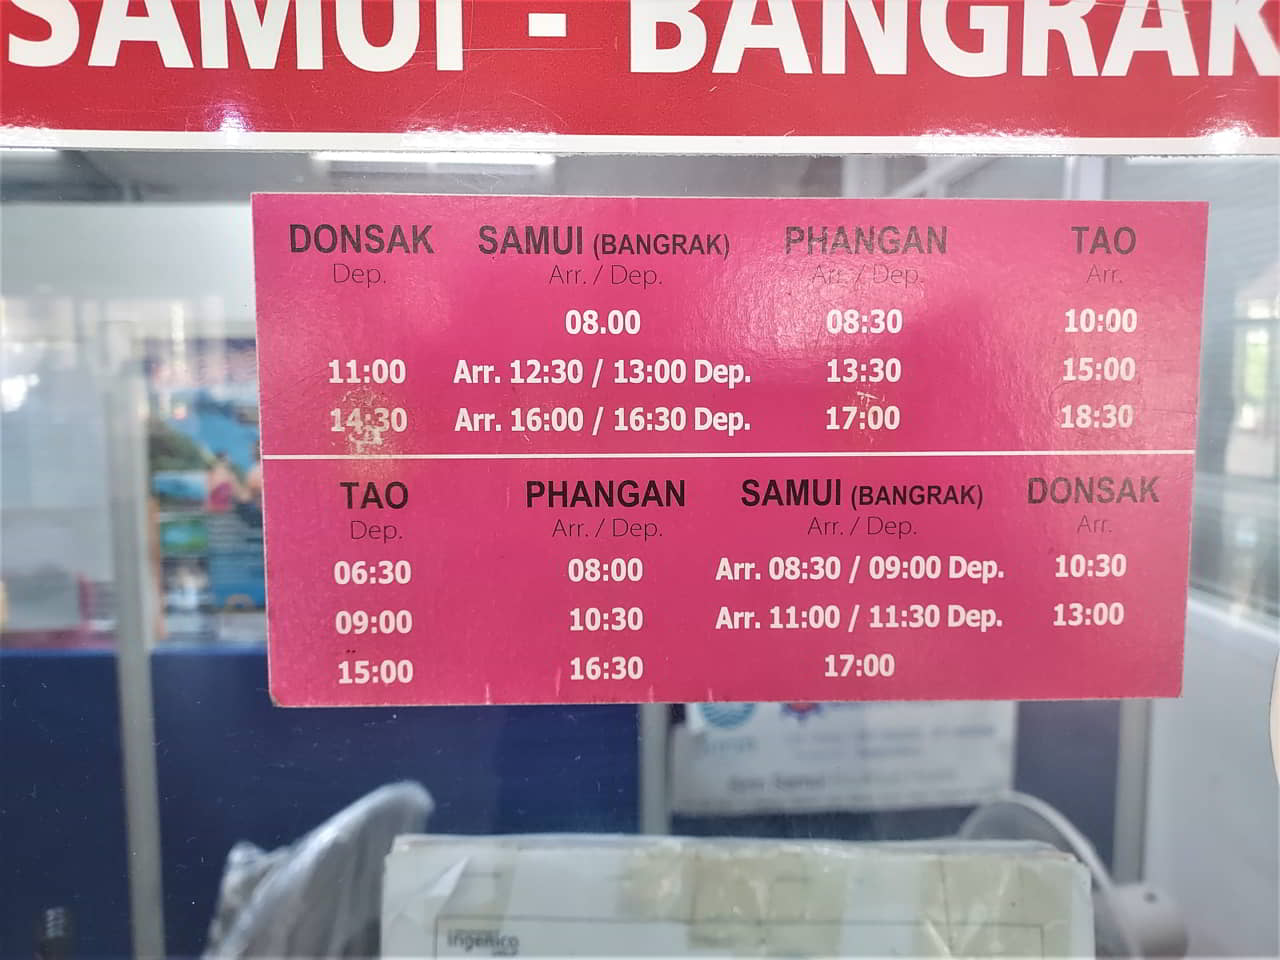 SAMUI - BANGRAK
DONSAK SAMUI (BANGRAK) PHANGAN TAO
Dep. Arr. / Dep. Arr. / Dep. Arr.
08.00 08:30 10:00
11:00 Arr. 12:30 / 13:00 Dep. 13:30 15:00
14:30 Arr. 16:00 / 16:30 Dep. 17:00 18:30
TAO PHANGAN SAMUI (BANGRAK) DONSAK
Dep. Arr. / Dep. Arr. / Dep. Arr.
06:30 08:00 Arr. 08:30 / 09:00 Dep. 10:30
09:00 10:30 Arr. 11:00 / 11:30 Dep. 13:00
15:00 16:30 17:00
ingenico